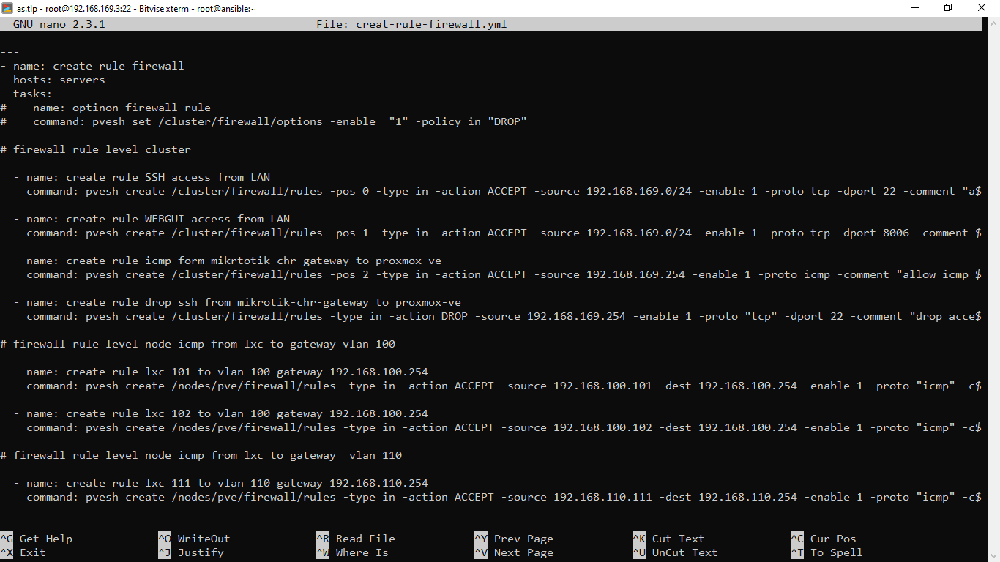 as.tlp - root@192.168.169.3:22 - Bitvise xterm - root@ansible:~
GNU nano 2.3.1 File: creat-rule-firewall.yml
---
- name: create rule firewall
  hosts: servers
  tasks:
#  - name: optinon firewall rule
#    command: pvesh set /cluster/firewall/options -enable  "1" -policy_in "DROP"
# firewall rule level cluster
  - name: create rule SSH access from LAN
    command: pvesh create /cluster/firewall/rules -pos 0 -type in -action ACCEPT -source 192.168.169.0/24 -enable 1 -proto tcp -dport 22 -comment "a$
  - name: create rule WEBGUI access from LAN
    command: pvesh create /cluster/firewall/rules -pos 1 -type in -action ACCEPT -source 192.168.169.0/24 -enable 1 -proto tcp -dport 8006 -comment $
  - name: create rule icmp form mikrtotik-chr-gateway to proxmox ve
    command: pvesh create /cluster/firewall/rules -pos 2 -type in -action ACCEPT -source 192.168.169.254 -enable 1 -proto icmp -comment "allow icmp $
  - name: create rule drop ssh from mikrotik-chr-gateway to proxmox-ve
    command: pvesh create /cluster/firewall/rules -type in -action DROP -source 192.168.169.254 -enable 1 -proto "tcp" -dport 22 -comment "drop acce$
# firewall rule level node icmp from lxc to gateway vlan 100
  - name: create rule lxc 101 to vlan 100 gateway 192.168.100.254
    command: pvesh create /nodes/pve/firewall/rules -type in -action ACCEPT -source 192.168.100.101 -dest 192.168.100.254 -enable 1 -proto "icmp" -c$
  - name: create rule lxc 102 to vlan 100 gateway 192.168.100.254
    command: pvesh create /nodes/pve/firewall/rules -type in -action ACCEPT -source 192.168.100.102 -dest 192.168.100.254 -enable 1 -proto "icmp" -c$
# firewall rule level node icmp from lxc to gateway  vlan 110
  - name: create rule lxc 111 to vlan 110 gateway 192.168.110.254
    command: pvesh create /nodes/pve/firewall/rules -type in -action ACCEPT -source 192.168.110.111 -dest 192.168.110.254 -enable 1 -proto "icmp" -c$
^G Get Help ^O WriteOut ^R Read File ^Y Prev Page ^K Cut Text ^C Cur Pos
^X Exit ^J Justify ^W Where Is ^V Next Page ^U UnCut Text ^T To Spell